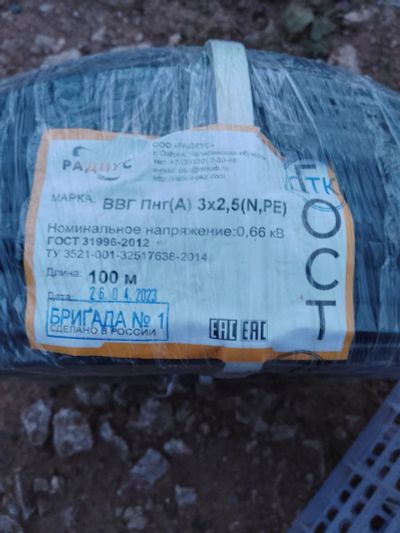 РАДИУС
ООО «РАДИУС»
МАРКА: ВВГ Пнг(А) 3х2,5(N,PE)
Номинальное напряжение:0,66 кВ
ГОСТ 31996-2012
ТУ 3521-001-32517638-2014
Длина: 100 м
Дата: 26.04.2023
БРИГАДА № 1
СДЕЛАНО В РОССИИ
EAC EAC
ГОСТ
ПТК